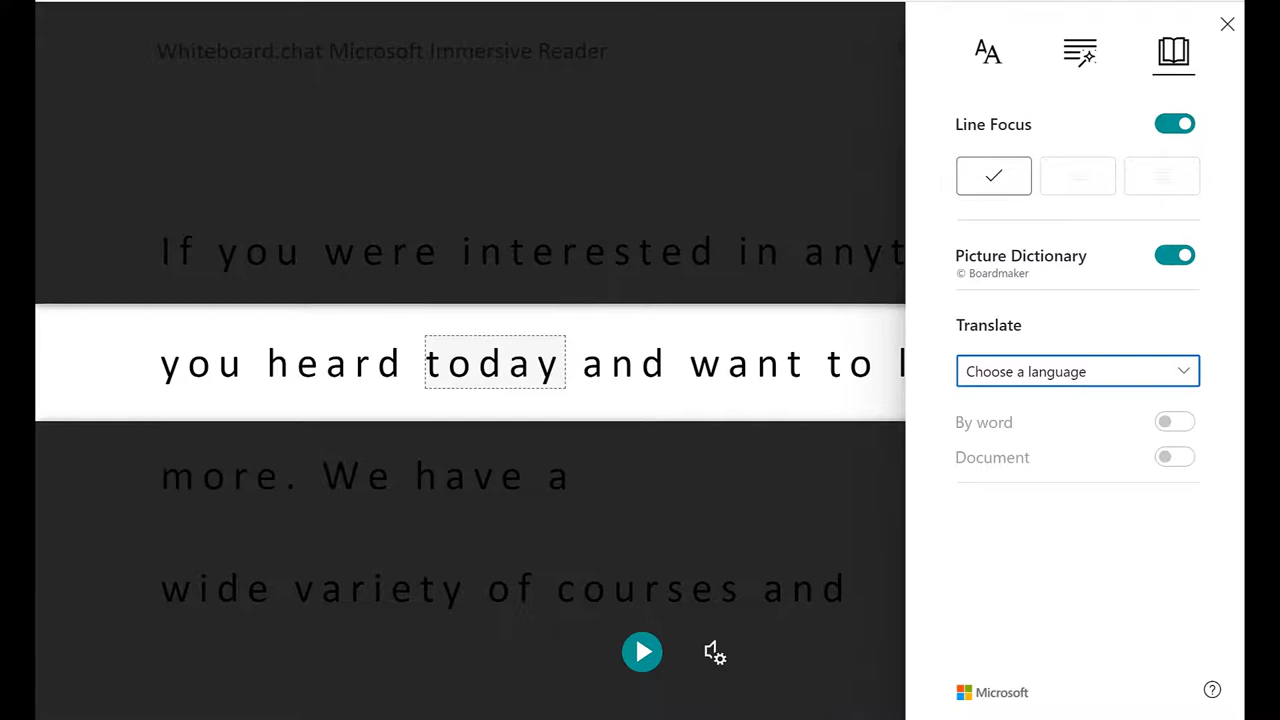 Whiteboard.chat Microsoft Immersive Reader
If you were interested in anyt
you heard today and want to l
more. We have a
wide variety of courses and
AA
Line Focus
Picture Dictionary
© Boardmaker
Translate
Choose a language
By word
Document
Microsoft